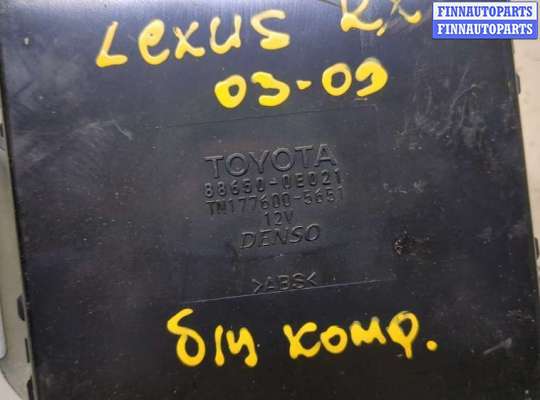 FINNAUTOPARTS
FINNAUTOPARTS
Lexus RX
03-09
TOYOTA
88650-0E021
TN177600-5651
12V
DENSO
>ABS<
б/у комр.